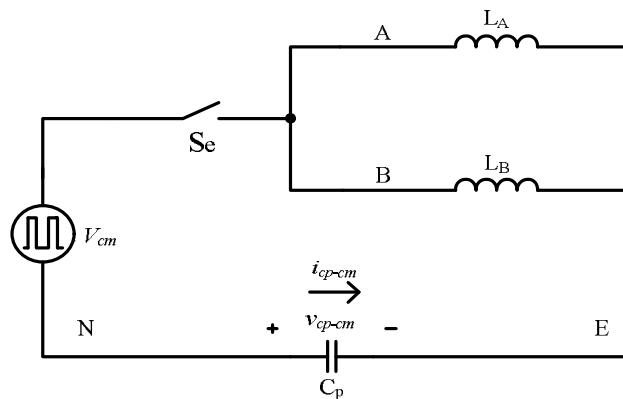 A
L_A
Se
B
L_B
V_cm
i_cp-cm
N
+
v_cp-cm
−
E
C_p